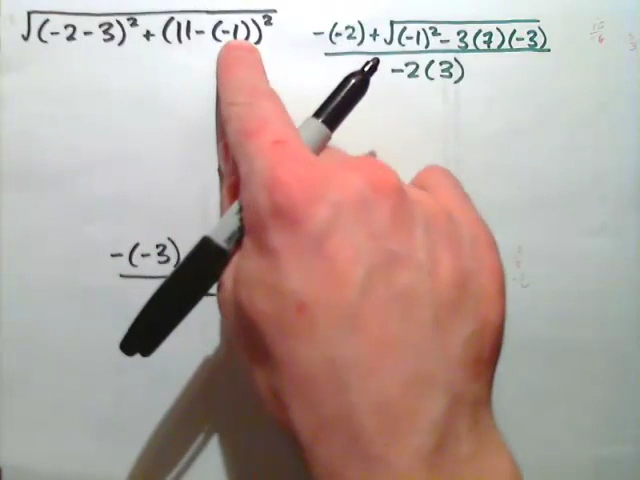 √(-2-3)² + (11-(-1))²
-(-2) + √(-1)² - 3(7)(-3)
-2(3)
-(-3)